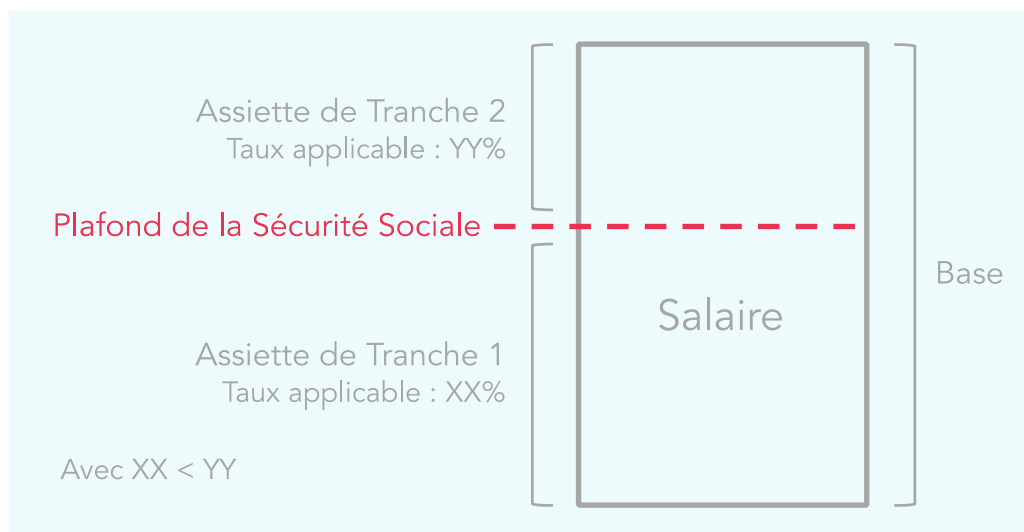 Assiette de Tranche 2
Taux applicable : YY%
Plafond de la Sécurité Sociale
Base
Salaire
Assiette de Tranche 1
Taux applicable : XX%
Avec XX < YY